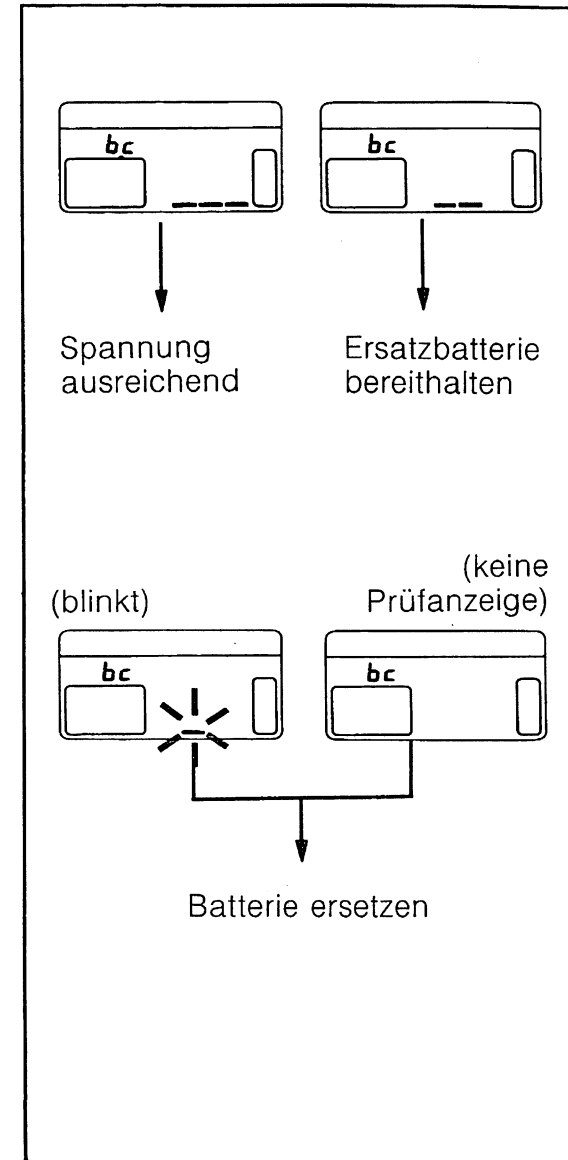 bc
bc
Spannung
ausreichend
Ersatzbatterie
bereithalten
(blinkt)
(keine
Prüfanzeige)
bc
bc
Batterie ersetzen